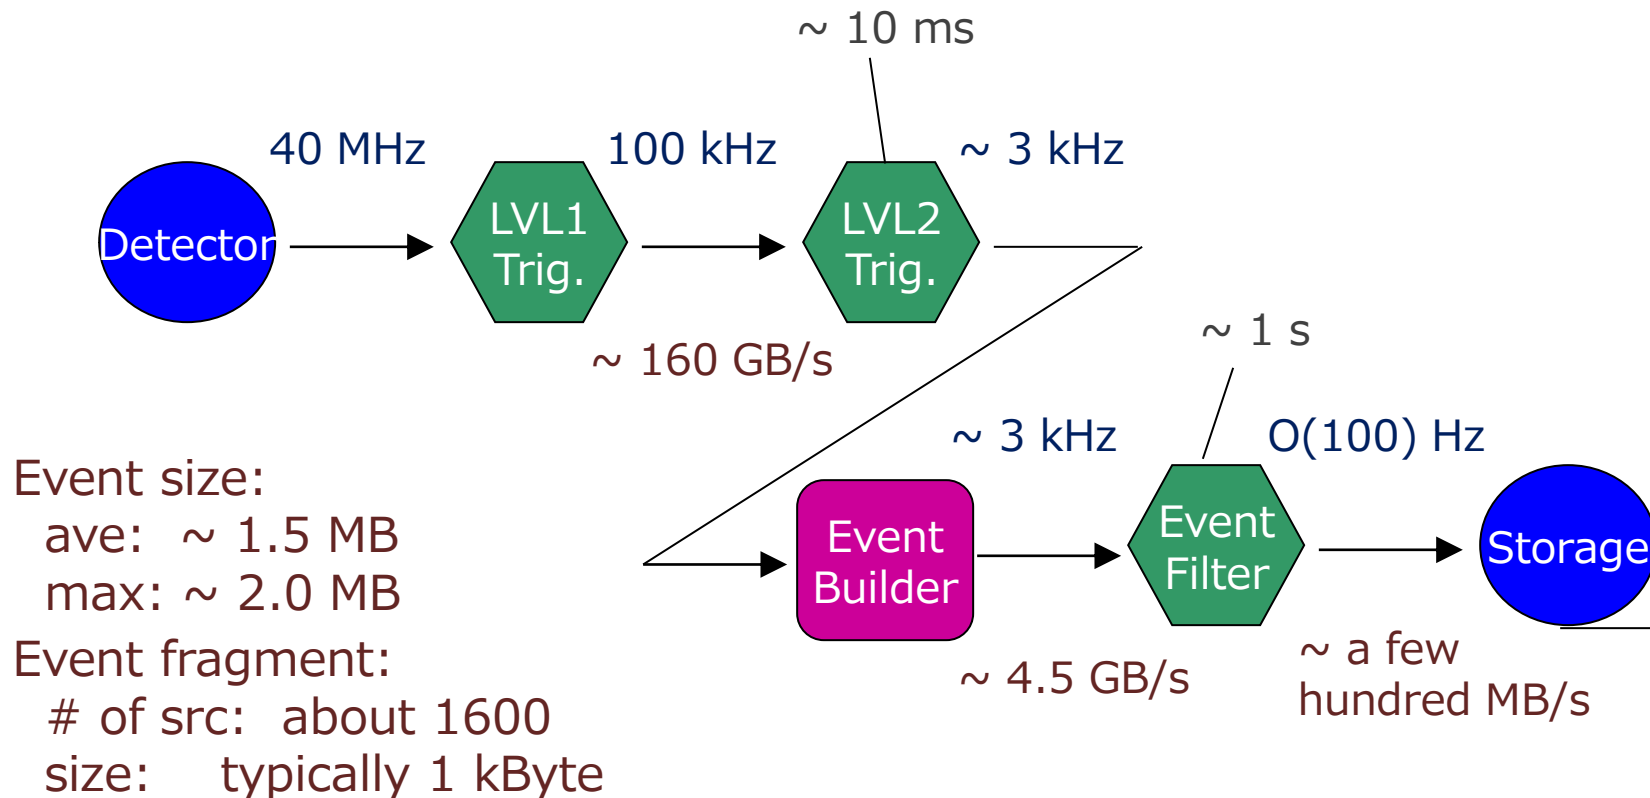 ~ 10 ms
40 MHz
100 kHz
~ 3 kHz
Detector
LVL1
Trig.
LVL2
Trig.
~ 160 GB/s
~ 1 s
~ 3 kHz
O(100) Hz
Event size:
ave: ~ 1.5 MB
max: ~ 2.0 MB
Event fragment:
# of src: about 1600
size: typically 1 kByte
Event
Builder
Event
Filter
Storage
~ 4.5 GB/s
~ a few
hundred MB/s